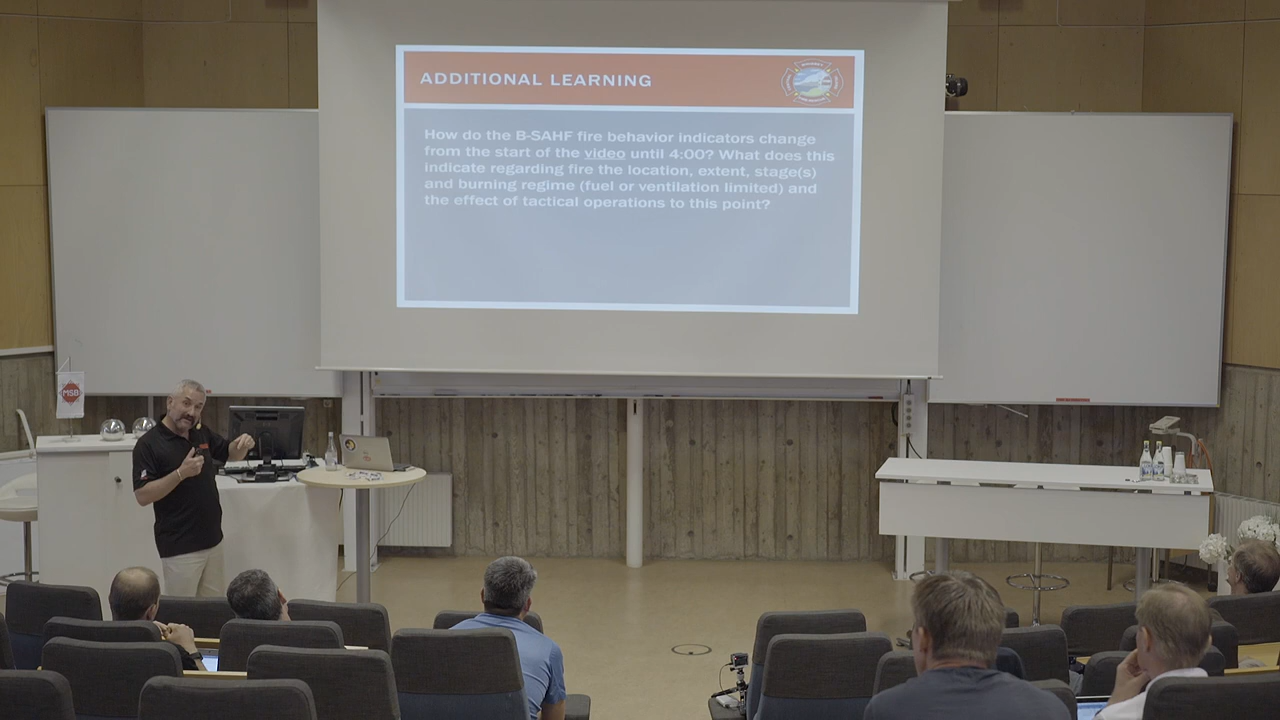 ADDITIONAL LEARNING
How do the B-SAHF fire behavior indicators change
from the start of the video until 4:00? What does this
indicate regarding fire the location, extent, stage(s)
and burning regime (fuel or ventilation limited) and
the effect of tactical operations to this point?
MSB